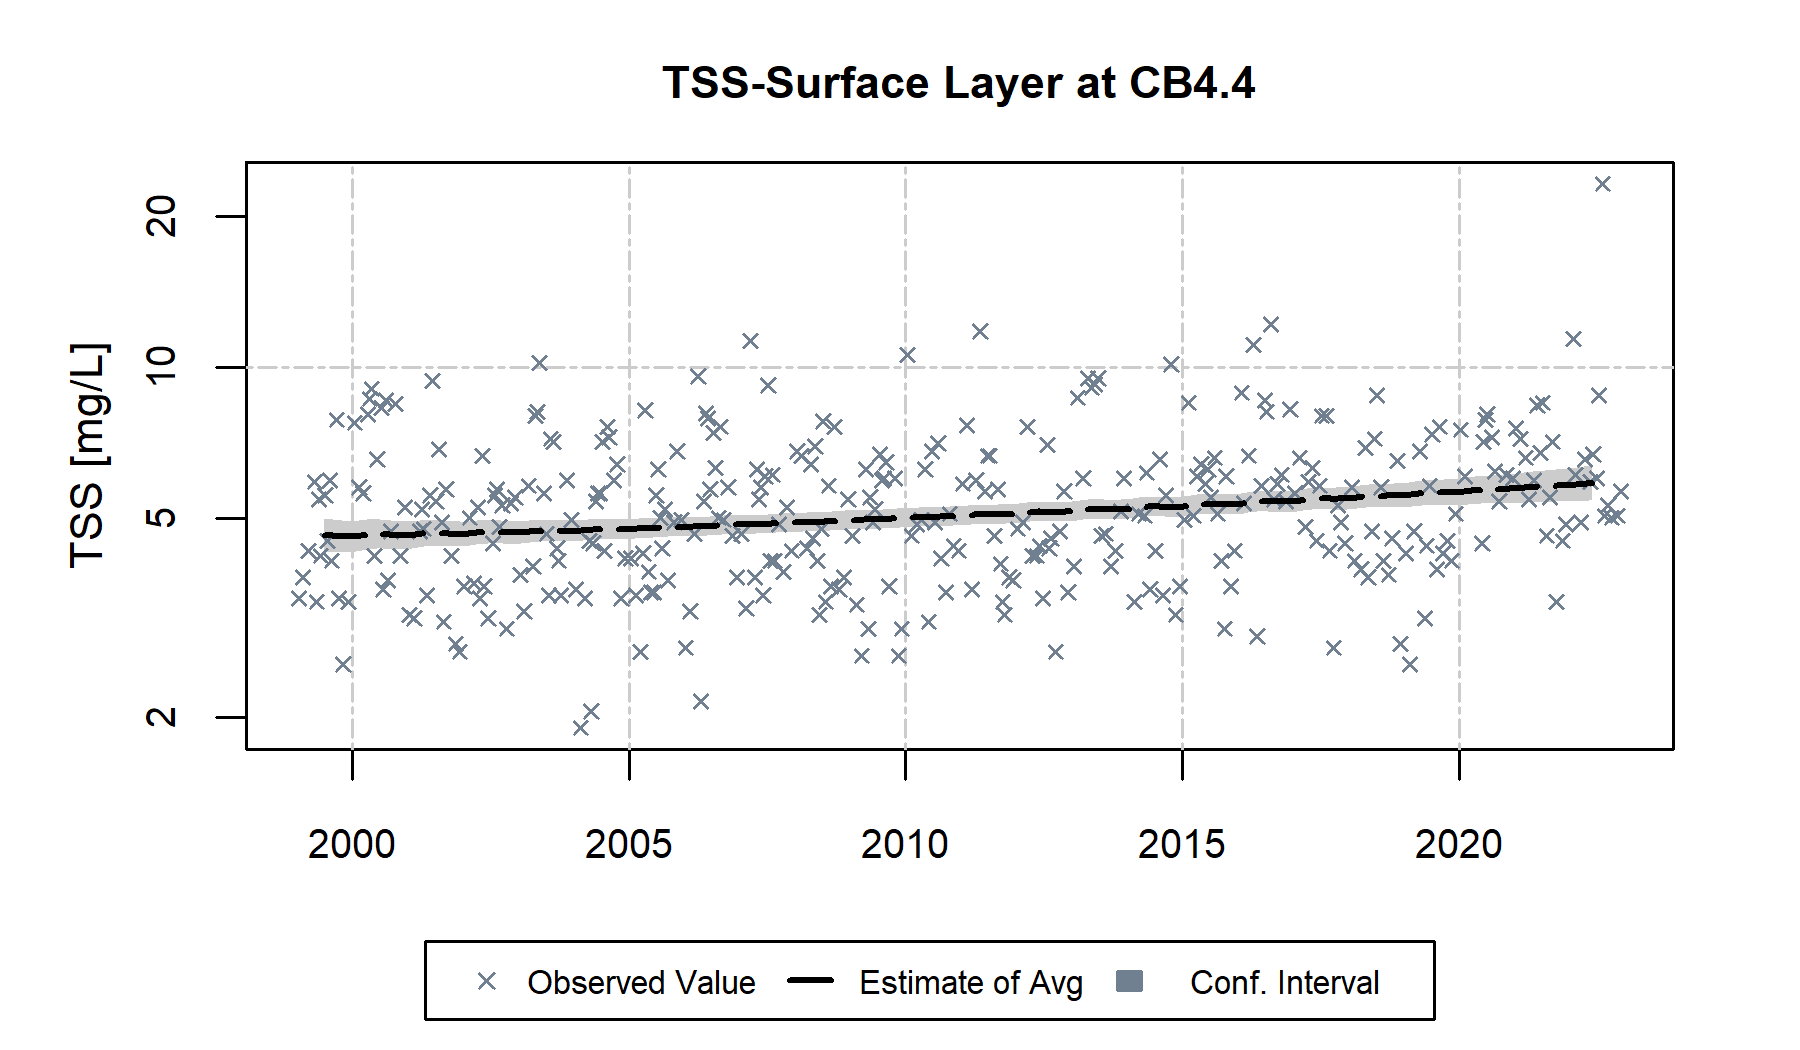 TSS-Surface Layer at CB4.4
TSS [mg/L]
20
10
5
2
2000 2005 2010 2015 2020
Observed Value Estimate of Avg Conf. Interval